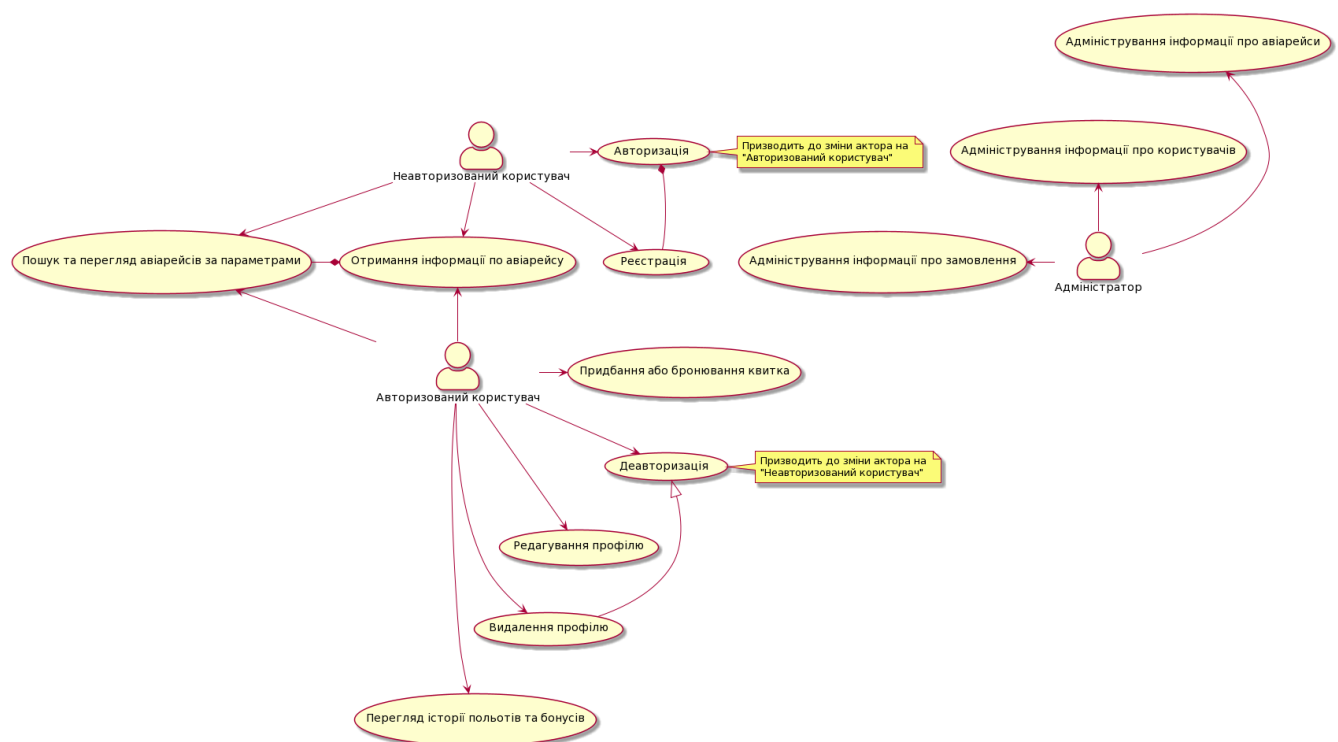 Адміністрування інформації про авіарейси
Авторизація
Призводить до зміни актора на
"Авторизований користувач"
Адміністрування інформації про користувачів
Неавторизований користувач
Пошук та перегляд авіарейсів за параметрами
Отримання інформації по авіарейсу
Реєстрація
Адміністрування інформації про замовлення
Адміністратор
Придбання або бронювання квитка
Авторизований користувач
Деавторизація
Призводить до зміни актора на
"Неавторизований користувач"
Редагування профілю
Видалення профілю
Перегляд історії польотів та бонусів